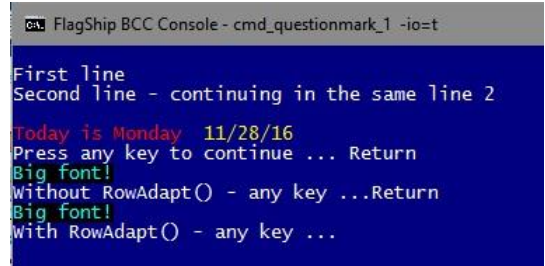 FlagShip BCC Console - cmd_questionmark_1 -io=t
First line
Second line - continuing in the same line 2
Today is Monday 11/28/16
Press any key to continue ... Return
Big font!
Without RowAdapt() - any key ...Return
Big font!
With RowAdapt() - any key ...